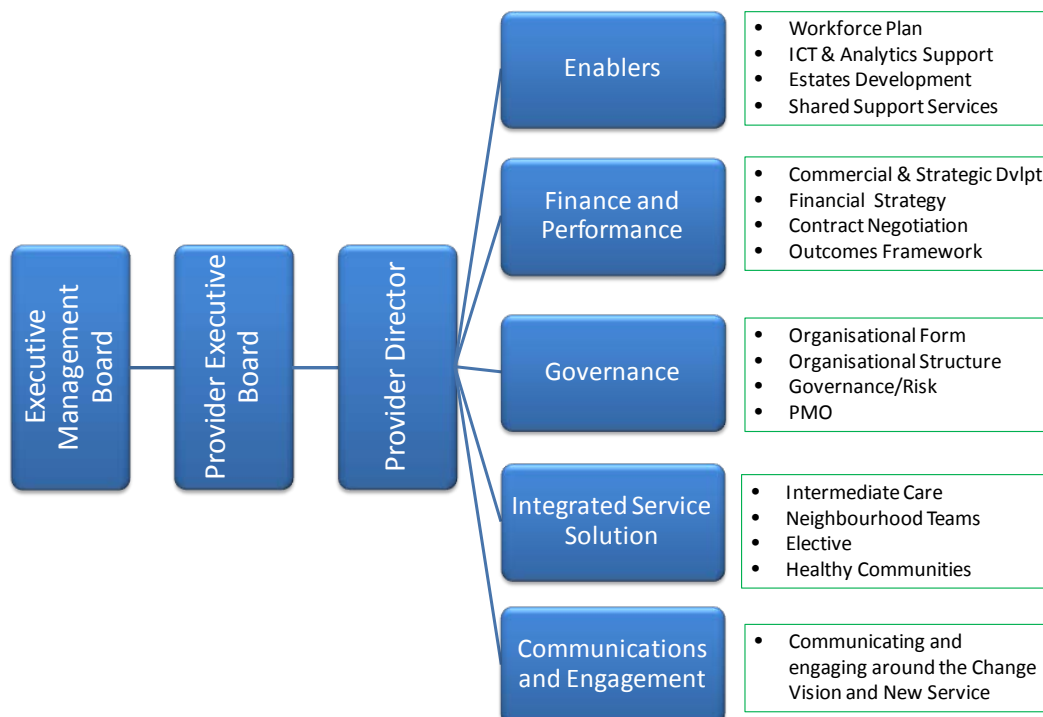 Executive
Management
Board
Provider Executive
Board
Provider Director
Enablers
• Workforce Plan
• ICT & Analytics Support
• Estates Development
• Shared Support Services
Finance and
Performance
• Commercial & Strategic Dvlpt
• Financial Strategy
• Contract Negotiation
• Outcomes Framework
Governance
• Organisational Form
• Organisational Structure
• Governance/Risk
• PMO
Integrated Service
Solution
• Intermediate Care
• Neighbourhood Teams
• Elective
• Healthy Communities
Communications
and Engagement
• Communicating and
engaging around the Change
Vision and New Service